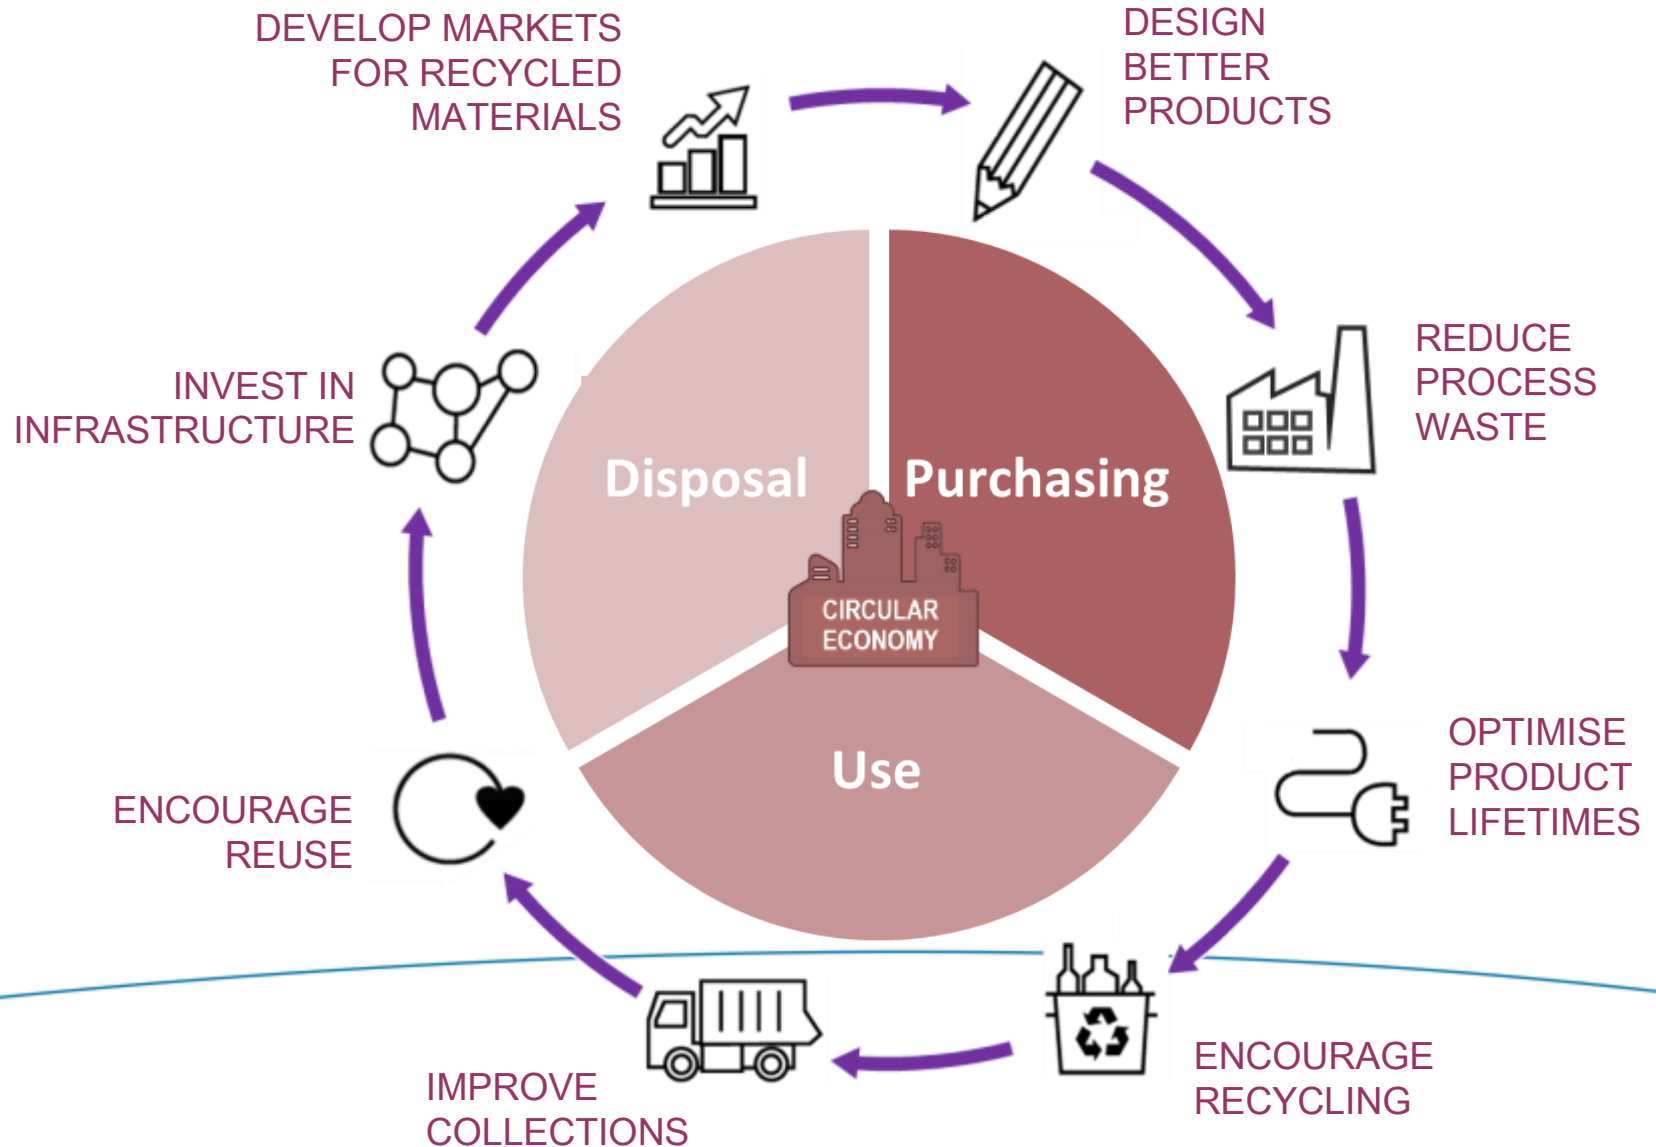 DEVELOP MARKETS
FOR RECYCLED
MATERIALS
DESIGN
BETTER
PRODUCTS
REDUCE
PROCESS
WASTE
OPTIMISE
PRODUCT
LIFETIMES
ENCOURAGE
RECYCLING
IMPROVE
COLLECTIONS
ENCOURAGE
REUSE
INVEST IN
INFRASTRUCTURE
Disposal
Purchasing
Use
CIRCULAR
ECONOMY